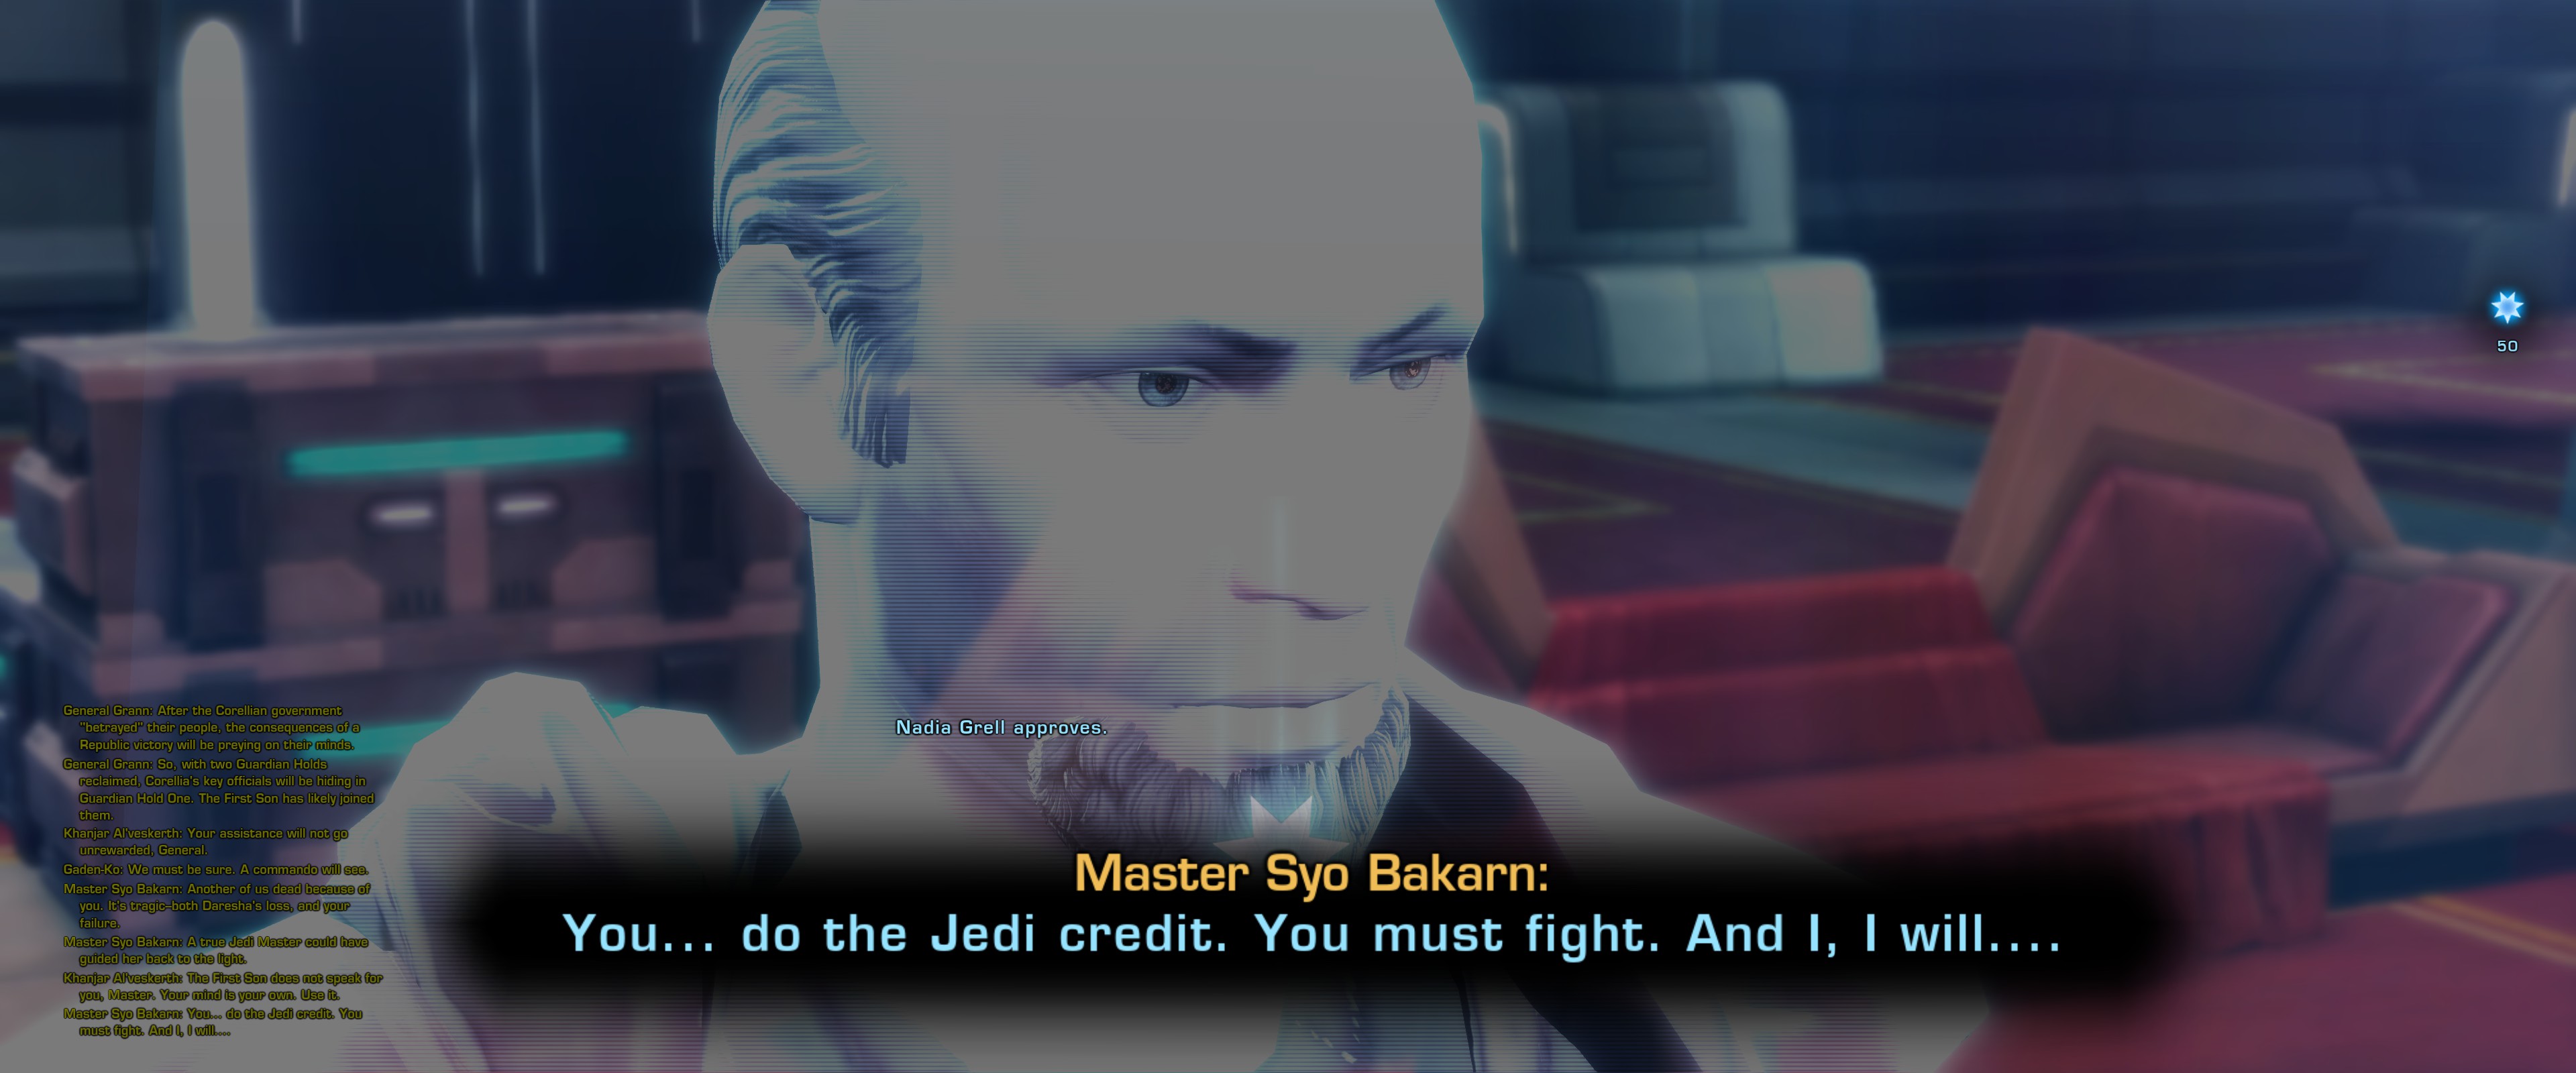 50
General Grann: After the Corellian government
"betrayed" their people, the consequences of a
Republic victory will be preying on their minds.
General Grann: So, with two Guardian Holds
reclaimed, Corellia's key officials will be hiding in
Guardian Hold One. The First Son has likely joined
them.
Khanjar Al'veskerth: Your assistance will not go
unrewarded, General.
Gaden-Ko: We must be sure. A commando will see.
Master Syo Bakarn: Another of us dead because of
you. It's tragic–both Daresha's loss, and your
failure.
Master Syo Bakarn: A true Jedi Master could have
guided her back to the light.
Khanjar Al'veskerth: The First Son does not speak for
you, Master. Your mind is your own. Use it.
Master Syo Bakarn: You... do the Jedi credit. You
must fight. And I, I will....
Nadia Grell approves.
Master Syo Bakarn:
You... do the Jedi credit. You must fight. And I, I will....